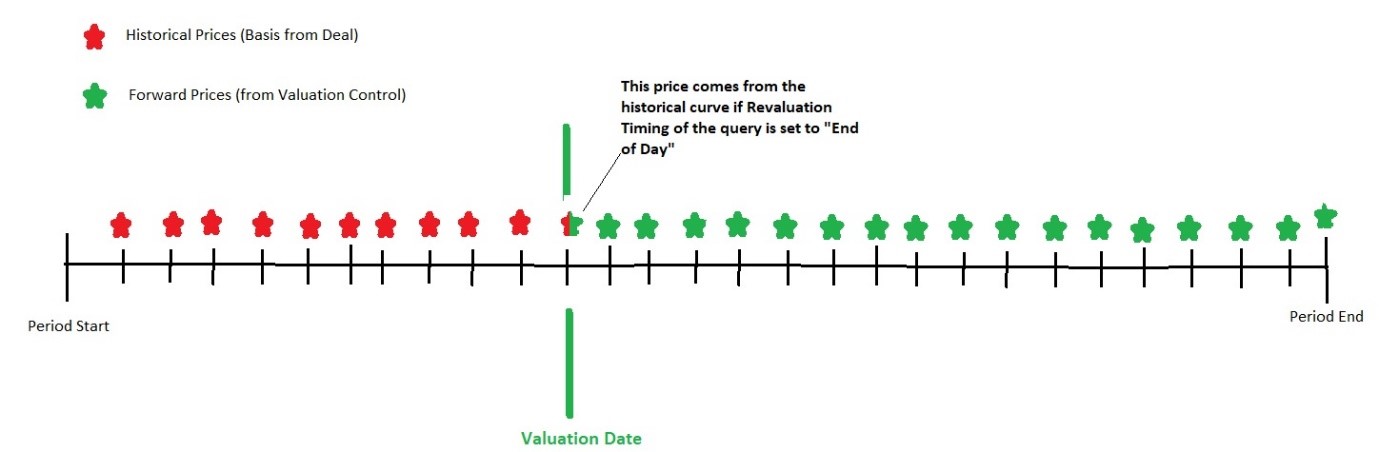 Historical Prices (Basis from Deal)
Forward Prices (from Valuation Control)
This price comes from the
historical curve if Revaluation
Timing of the query is set to "End
of Day"
Period Start
Period End
Valuation Date